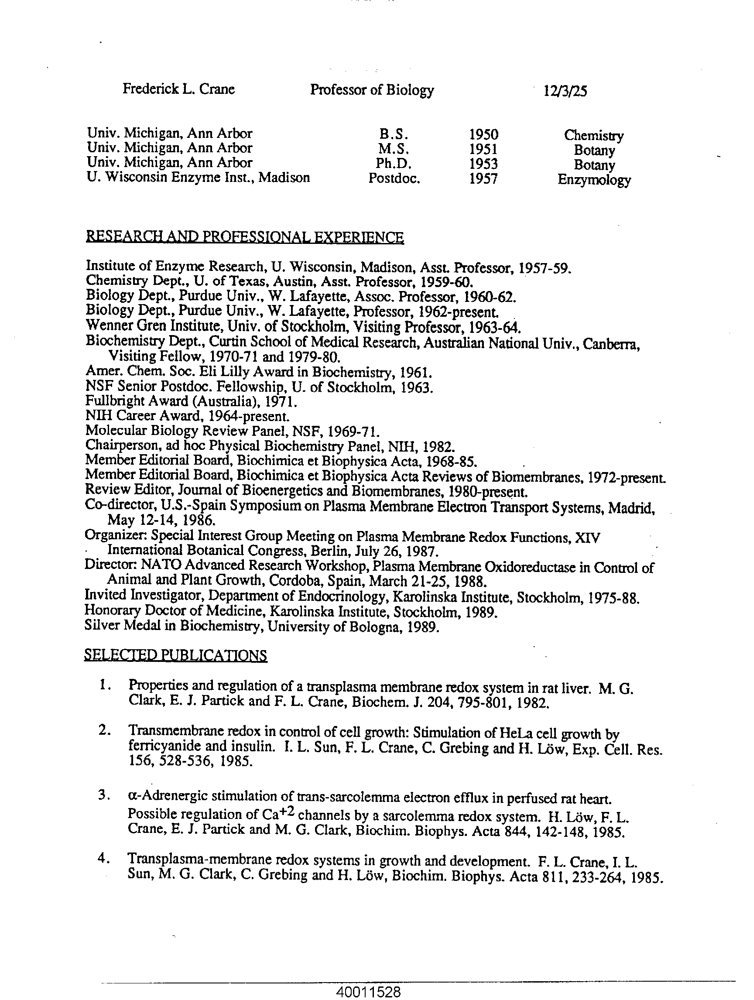 Frederick L. Crane Professor of Biology 12/3/25
Univ. Michigan, Ann Arbor B.S. 1950 Chemistry
Univ. Michigan, Ann Arbor M.S. 1951 Botany
Univ. Michigan, Ann Arbor Ph.D. 1953 Botany
U. Wisconsin Enzyme Inst., Madison Postdoc. 1957 Enzymology
RESEARCH AND PROFESSIONAL EXPERIENCE
Institute of Enzyme Research, U. Wisconsin, Madison, Asst. Professor, 1957-59.
Chemistry Dept., U. of Texas, Austin, Asst. Professor, 1959-60.
Biology Dept., Purdue Univ., W. Lafayette, Assoc. Professor, 1960-62.
Biology Dept., Purdue Univ., W. Lafayette, Professor, 1962-present.
Wenner Gren Institute, Univ. of Stockholm, Visiting Professor, 1963-64.
Biochemistry Dept., Curtin School of Medical Research, Australian National Univ., Canberra,
Visiting Fellow, 1970-71 and 1979-80.
Amer. Chem. Soc. Eli Lilly Award in Biochemistry, 1961.
NSF Senior Postdoc. Fellowship, U. of Stockholm, 1963.
Fullbright Award (Australia), 1971.
NIH Career Award, 1964-present.
Molecular Biology Review Panel, NSF, 1969-71.
Chairperson, ad hoc Physical Biochemistry Panel, NIH, 1982.
Member Editorial Board, Biochimica et Biophysica Acta, 1968-85.
Member Editorial Board, Biochimica et Biophysica Acta Reviews of Biomembranes, 1972-present.
Review Editor, Journal of Bioenergetics and Biomembranes, 1980-present.
Co-director, U.S.-Spain Symposium on Plasma Membrane Electron Transport Systems, Madrid,
May 12-14, 1986.
Organizer: Special Interest Group Meeting on Plasma Membrane Redox Functions, XIV
International Botanical Congress, Berlin, July 26, 1987.
Director: NATO Advanced Research Workshop, Plasma Membrane Oxidoreductase in Control of
Animal and Plant Growth, Cordoba, Spain, March 21-25, 1988.
Invited Investigator, Department of Endocrinology, Karolinska Institute, Stockholm, 1975-88.
Honorary Doctor of Medicine, Karolinska Institute, Stockholm, 1989.
Silver Medal in Biochemistry, University of Bologna, 1989.
SELECTED PUBLICATIONS
1. Properties and regulation of a transplasma membrane redox system in rat liver. M. G.
Clark, E. J. Partick and F. L. Crane, Biochem. J. 204, 795-801, 1982.
2. Transmembrane redox in control of cell growth: Stimulation of HeLa cell growth by
ferricyanide and insulin. I. L. Sun, F. L. Crane, C. Grebing and H. Löw, Exp. Cell. Res.
156, 528-536, 1985.
3. α-Adrenergic stimulation of trans-sarcolemma electron efflux in perfused rat heart.
Possible regulation of Ca+2 channels by a sarcolemma redox system. H. Löw, F. L.
Crane, E. J. Partick and M. G. Clark, Biochim. Biophys. Acta 844, 142-148, 1985.
4. Transplasma-membrane redox systems in growth and development. F. L. Crane, I. L.
Sun, M. G. Clark, C. Grebing and H. Löw, Biochim. Biophys. Acta 811, 233-264, 1985.
40011528